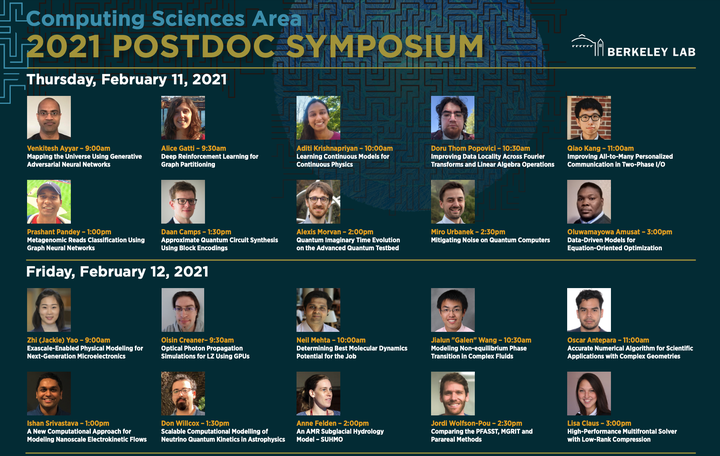 Computing Sciences Area
2021 POSTDOC SYMPOSIUM
BERKELEY LAB
Thursday, February 11, 2021
Venkitesh Ayyar – 9:00am
Mapping the Universe Using Generative
Adversarial Neural Networks
Alice Gatti – 9:30am
Deep Reinforcement Learning for
Graph Partitioning
Aditi Krishnapriyan – 10:00am
Learning Continuous Models for
Continuous Physics
Doru Thom Popovici – 10:30am
Improving Data Locality Across Fourier
Transforms and Linear Algebra Operations
Qiao Kang – 11:00am
Improving All-to-Many Personalized
Communication in Two-Phase I/O
Prashant Pandey – 1:00pm
Metagenomic Reads Classification Using
Graph Neural Networks
Daan Camps – 1:30pm
Approximate Quantum Circuit Synthesis
Using Block Encodings
Alexis Morvan – 2:00pm
Quantum Imaginary Time Evolution
on the Advanced Quantum Testbed
Miro Urbanek – 2:30pm
Mitigating Noise on Quantum Computers
Oluwamayowa Amusat – 3:00pm
Data-Driven Models for
Equation-Oriented Optimization
Friday, February 12, 2021
Zhi (Jackie) Yao – 9:00am
Exascale-Enabled Physical Modeling for
Next-Generation Microelectronics
Oisin Creaner– 9:30am
Optical Photon Propagation
Simulations for LZ Using GPUs
Neil Mehta – 10:00am
Determining Best Molecular Dynamics
Potential for the Job
Jialun "Galen" Wang – 10:30am
Modeling Non-equilibrium Phase
Transition in Complex Fluids
Oscar Antepara – 11:00am
Accurate Numerical Algorithm for Scientific
Applications with Complex Geometries
Ishan Srivastava – 1:00pm
A New Computational Approach for
Modeling Nanoscale Electrokinetic Flows
Don Willcox – 1:30pm
Scalable Computational Modelling of
Neutrino Quantum Kinetics in Astrophysics
Anne Felden – 2:00pm
An AMR Subglacial Hydrology
Model – SUHMO
Jordi Wolfson-Pou – 2:30pm
Comparing the PFASST, MGRIT and
Parareal Methods
Lisa Claus – 3:00pm
High-Performance Multifrontal Solver
with Low-Rank Compression